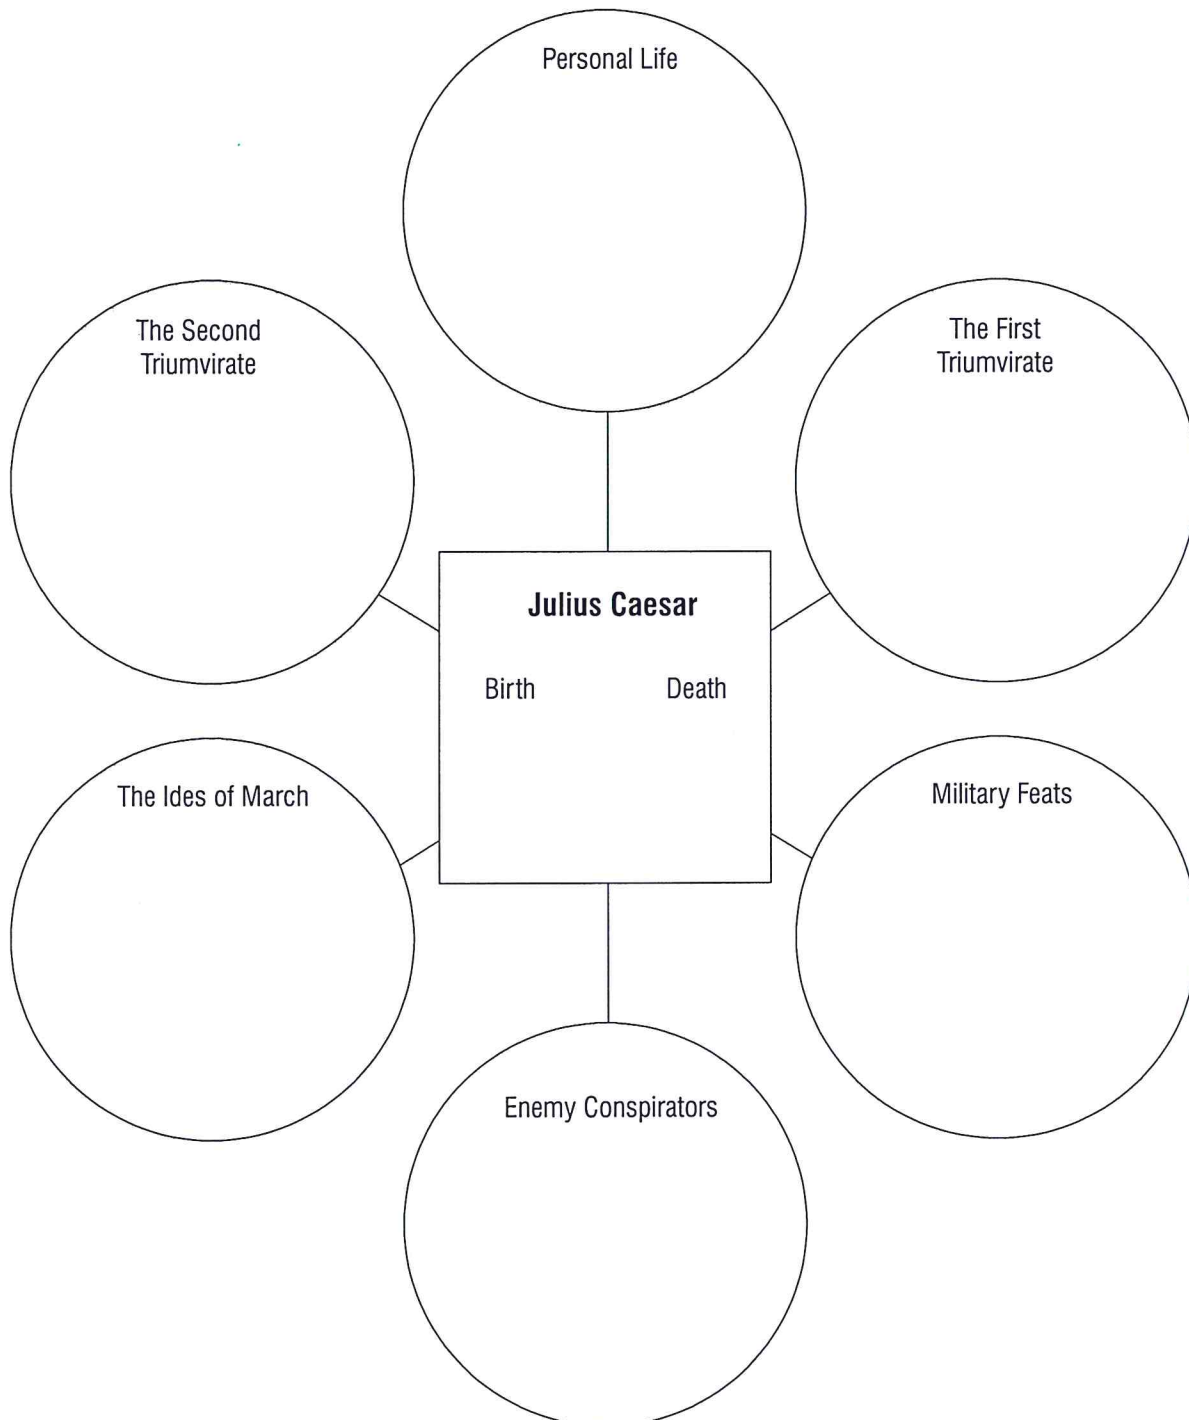 Personal Life
The Second
Triumvirate
The First
Triumvirate
Julius Caesar
Birth Death
The Ides of March
Military Feats
Enemy Conspirators